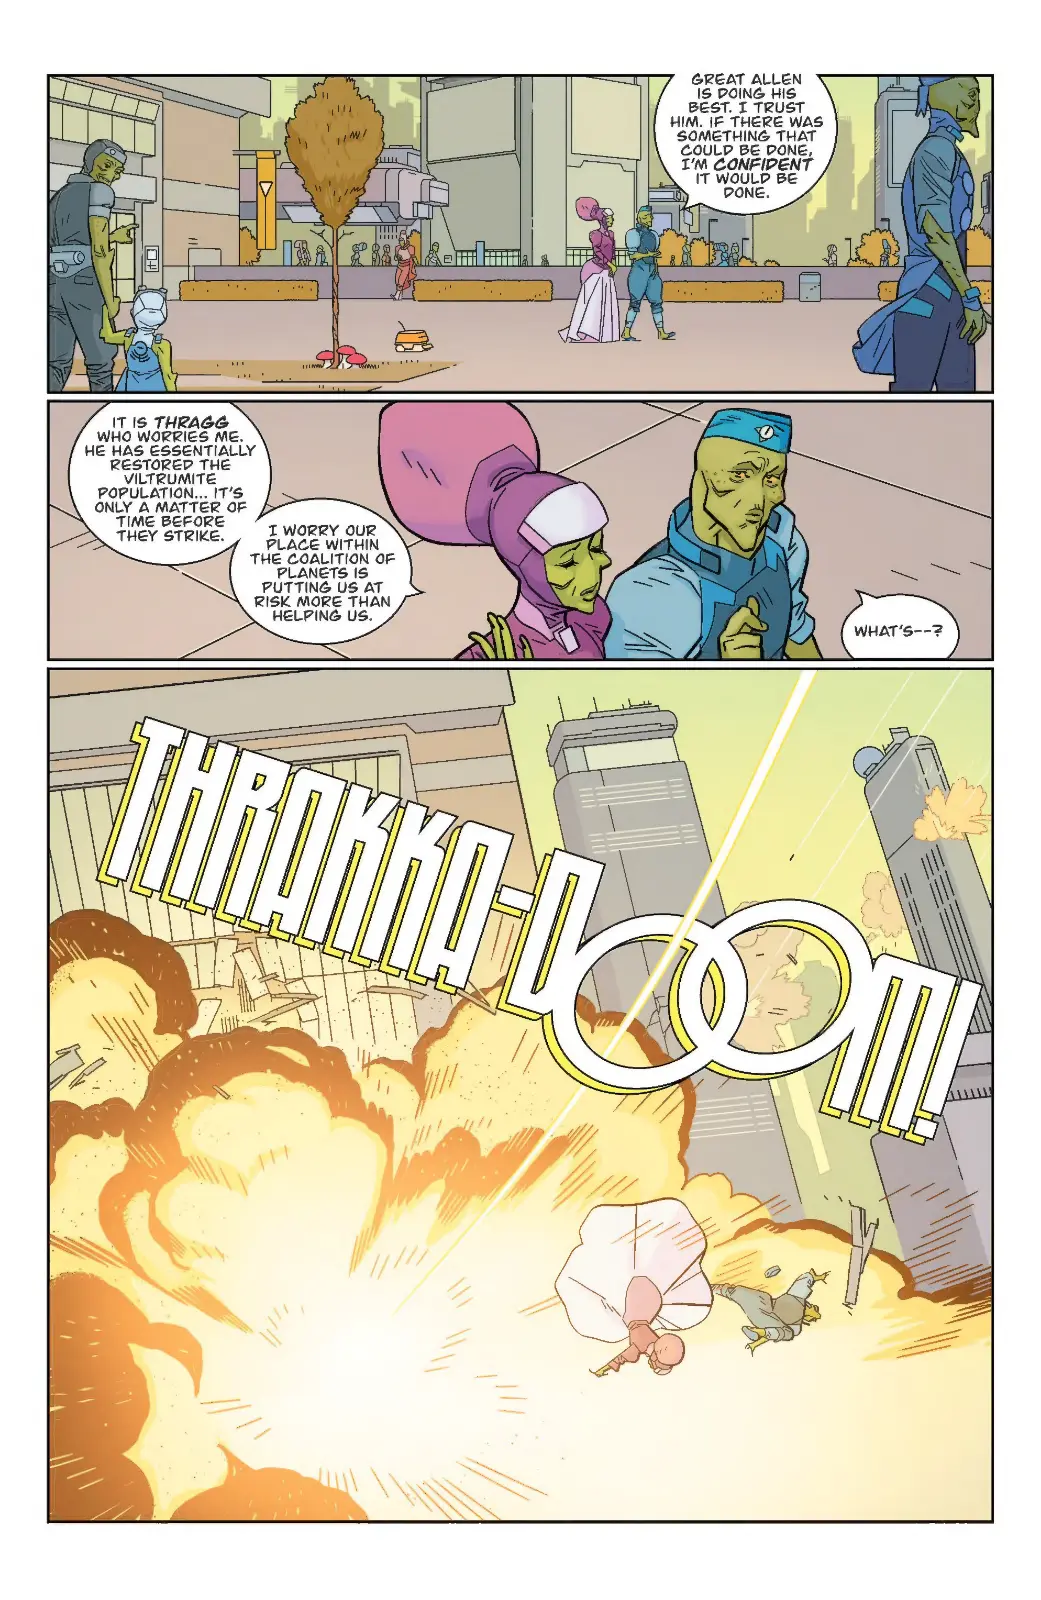 GREAT ALLEN
IS DOING HIS
BEST. I TRUST
HIM. IF THERE WAS
SOMETHING THAT
COULD BE DONE,
I'M CONFIDENT
IT WOULD BE
DONE.
IT IS THRAGG
WHO WORRIES ME.
HE HAS ESSENTIALLY
RESTORED THE
VILTRUMITE
POPULATION... IT'S
ONLY A MATTER OF
TIME BEFORE
THEY STRIKE.
I WORRY OUR
PLACE WITHIN
THE COALITION OF
PLANETS IS
PUTTING US AT
RISK MORE THAN
HELPING US.
WHAT'S--?
THRAKKA-DOOOM!